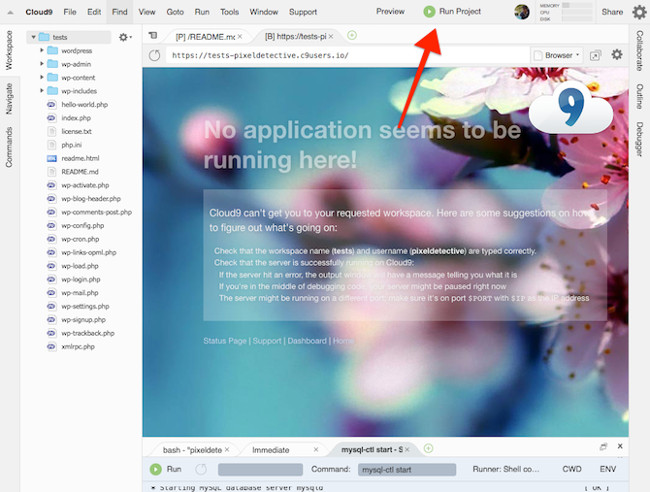 Cloud9 File Edit Find View Goto Run Tools Window Support Preview Run Project MEMORY CPU DISK Share
Workspace
Navigate
Commands
tests
wordpress
wp-admin
wp-content
wp-includes
hello-world.php
index.php
license.txt
php.ini
readme.html
README.md
wp-activate.php
wp-blog-header.php
wp-comments-post.php
wp-config.php
wp-cron.php
wp-links-opml.php
wp-load.php
wp-login.php
wp-mail.php
wp-settings.php
wp-signup.php
wp-trackback.php
xmlrpc.php
[P] /README.md [B] https://tests-pi
https://tests-pixeldetective.c9users.io/ Browser
9
No application seems to be
running here!
Cloud9 can't get you to your requested workspace. Here are some suggestions on how
to figure out what's going on:
Check that the workspace name (tests) and username (pixeldetective) are typed correctly.
Check that the server is successfully running on Cloud9:
If the server hit an error, the output window will have a message telling you what it is
If you're in the middle of debugging code, your server might be paused right now
The server might be running on a different port, make sure it's on port $PORT with $IP as the IP address
Status Page | Support | Dashboard | Home
Collaborate
Outline
Debugger
bash - "pixeldete Immediate mysql-ctl start - S
Run Command: mysql-ctl start Runner: Shell co... CWD ENV
* Starting MySQL database server mysqld [ OK ]